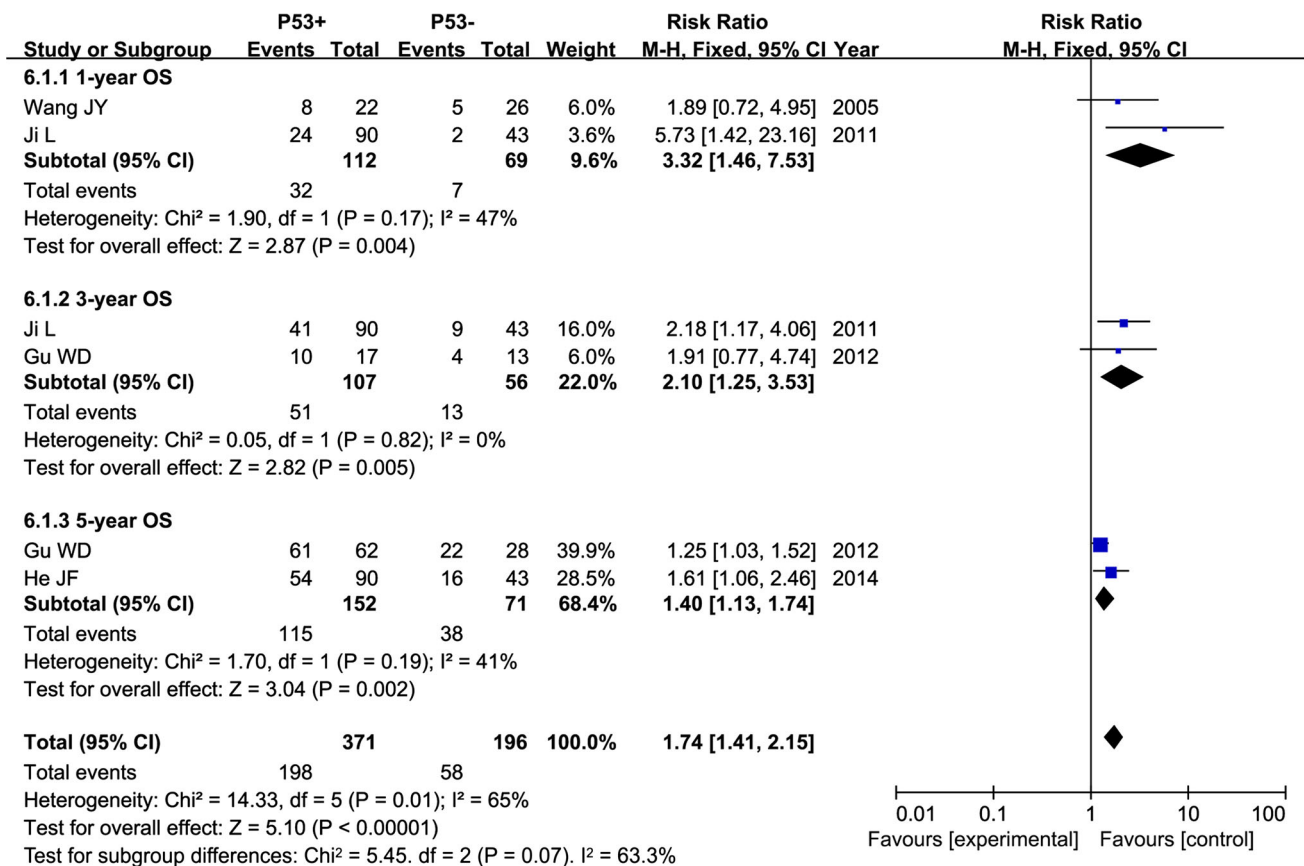 P53+ P53- Risk Ratio Risk Ratio
Study or Subgroup Events Total Events Total Weight M-H, Fixed, 95% CI Year M-H, Fixed, 95% CI
6.1.1 1-year OS
Wang JY 8 22 5 26 6.0% 1.89 [0.72, 4.95] 2005
Ji L 24 90 2 43 3.6% 5.73 [1.42, 23.16] 2011
Subtotal (95% CI) 112 69 9.6% 3.32 [1.46, 7.53]
Total events 32 7
Heterogeneity: Chi² = 1.90, df = 1 (P = 0.17); I² = 47%
Test for overall effect: Z = 2.87 (P = 0.004)
6.1.2 3-year OS
Ji L 41 90 9 43 16.0% 2.18 [1.17, 4.06] 2011
Gu WD 10 17 4 13 6.0% 1.91 [0.77, 4.74] 2012
Subtotal (95% CI) 107 56 22.0% 2.10 [1.25, 3.53]
Total events 51 13
Heterogeneity: Chi² = 0.05, df = 1 (P = 0.82); I² = 0%
Test for overall effect: Z = 2.82 (P = 0.005)
6.1.3 5-year OS
Gu WD 61 62 22 28 39.9% 1.25 [1.03, 1.52] 2012
He JF 54 90 16 43 28.5% 1.61 [1.06, 2.46] 2014
Subtotal (95% CI) 152 71 68.4% 1.40 [1.13, 1.74]
Total events 115 38
Heterogeneity: Chi² = 1.70, df = 1 (P = 0.19); I² = 41%
Test for overall effect: Z = 3.04 (P = 0.002)
Total (95% CI) 371 196 100.0% 1.74 [1.41, 2.15]
Total events 198 58
Heterogeneity: Chi² = 14.33, df = 5 (P = 0.01); I² = 65%
Test for overall effect: Z = 5.10 (P < 0.00001)
Test for subgroup differences: Chi² = 5.45. df = 2 (P = 0.07). I² = 63.3%
0.01 0.1 1 10 100
Favours [experimental] Favours [control]